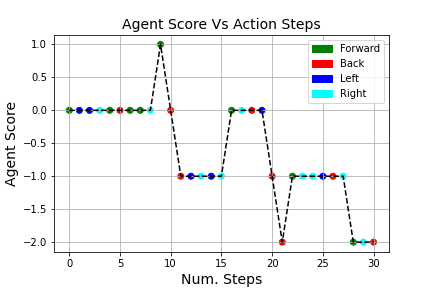 Agent Score Vs Action Steps
Agent Score
1.0
0.5
0.0
−0.5
−1.0
−1.5
−2.0
Forward
Back
Left
Right
0 5 10 15 20 25 30
Num. Steps